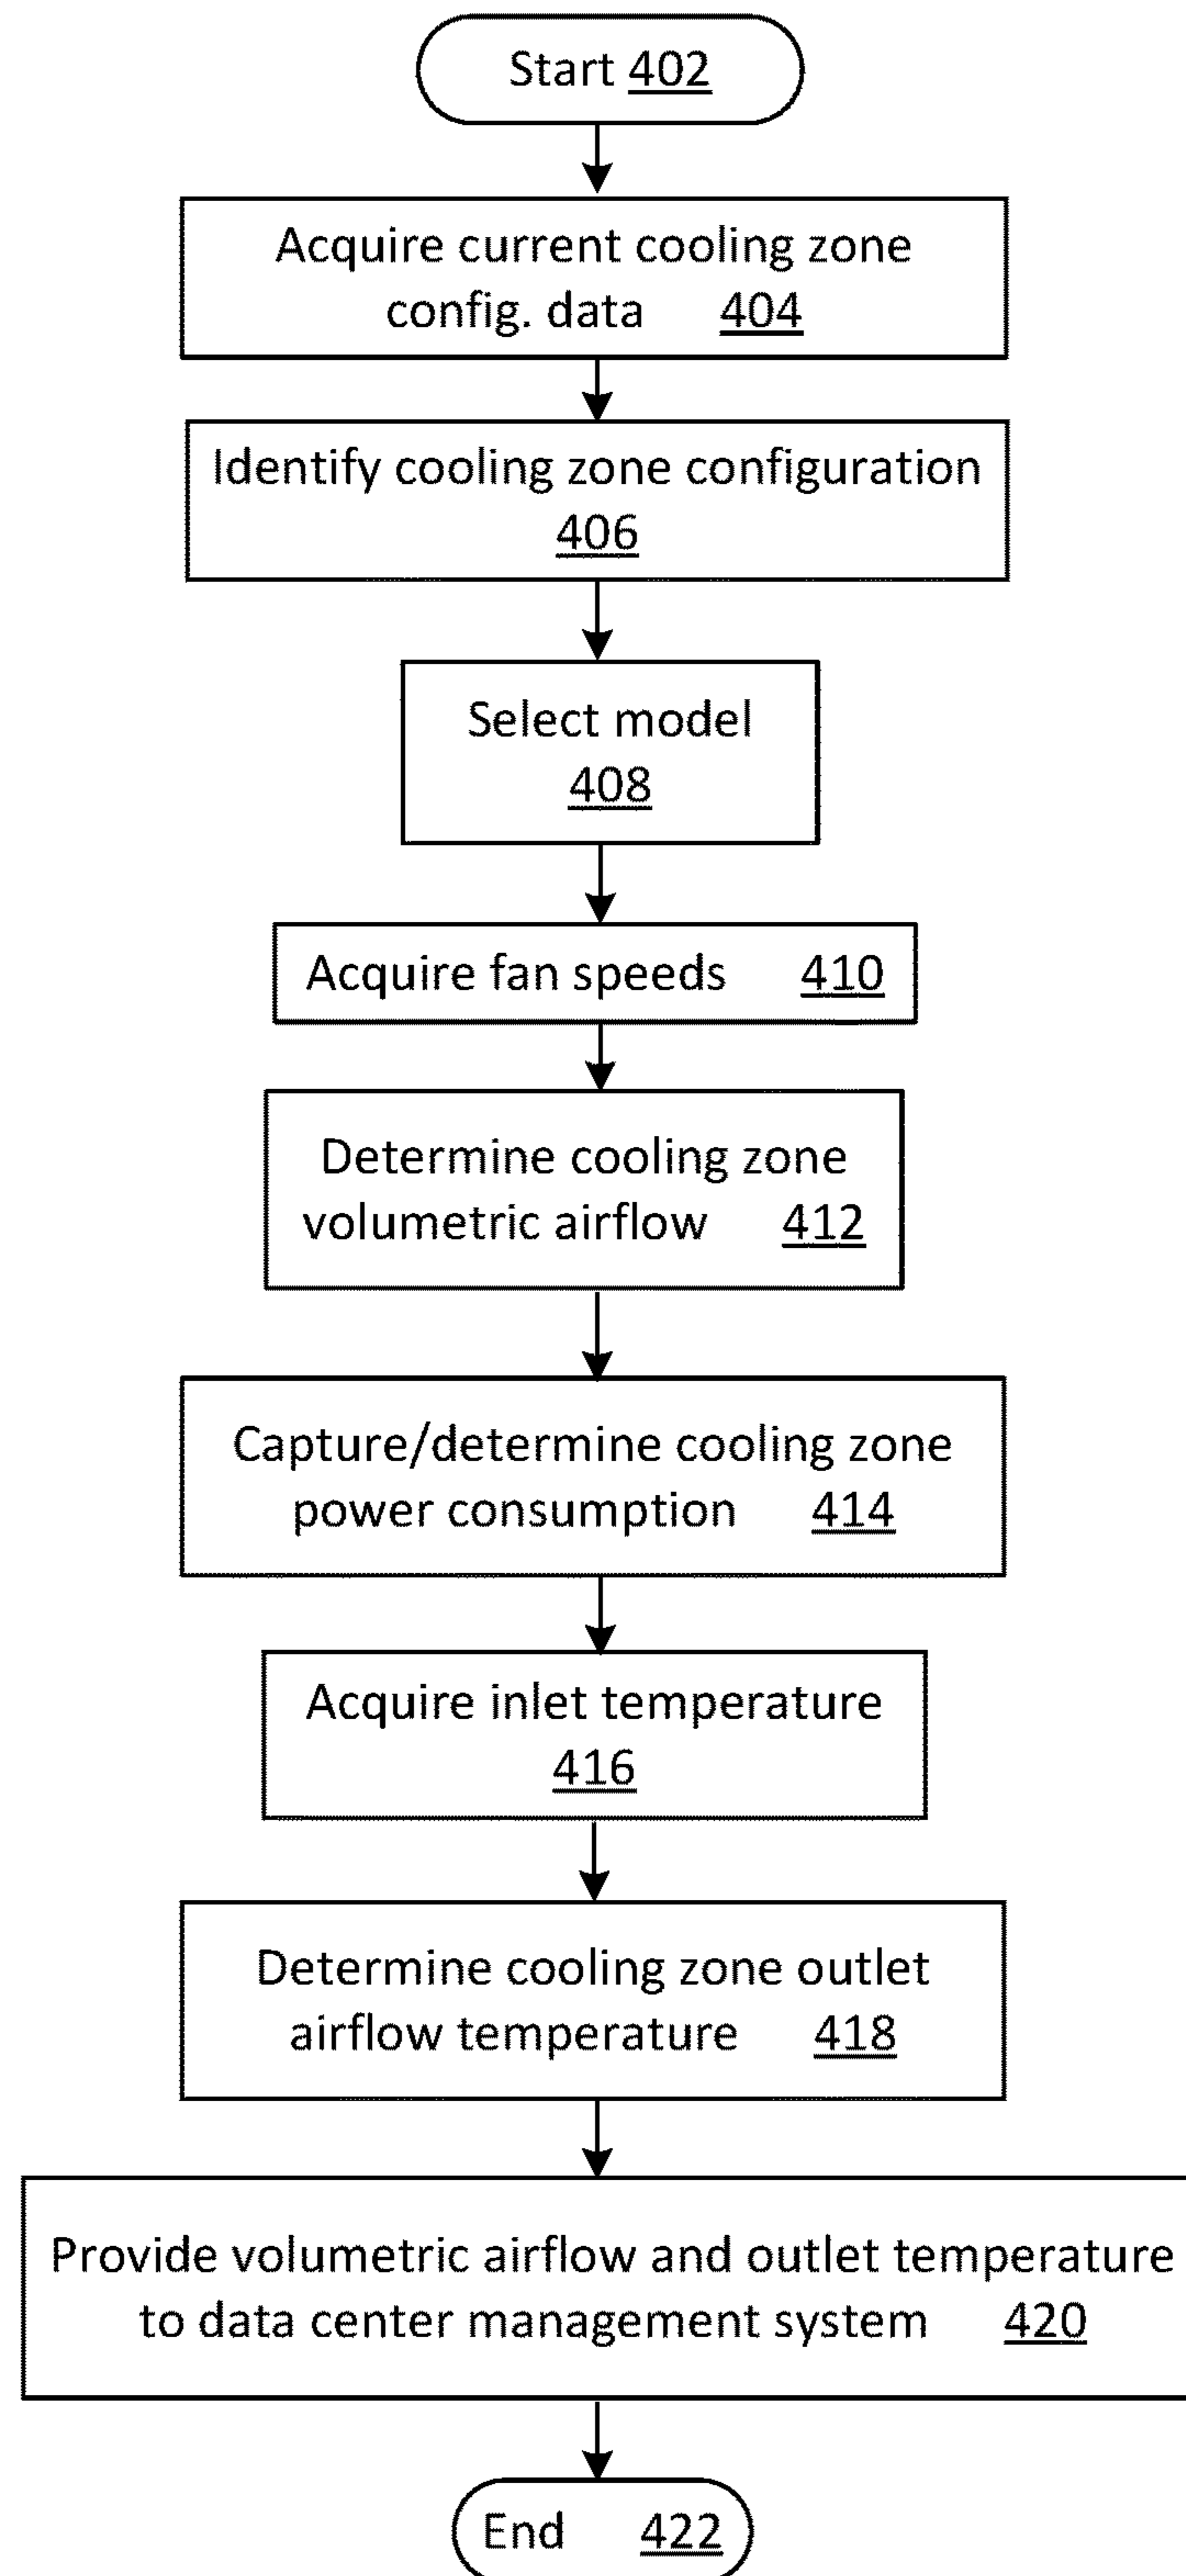 Start 402
Acquire current cooling zone
config. data 404
Identify cooling zone configuration
406
Select model
408
Acquire fan speeds 410
Determine cooling zone
volumetric airflow 412
Capture/determine cooling zone
power consumption 414
Acquire inlet temperature
416
Determine cooling zone outlet
airflow temperature 418
Provide volumetric airflow and outlet temperature
to data center management system 420
End 422